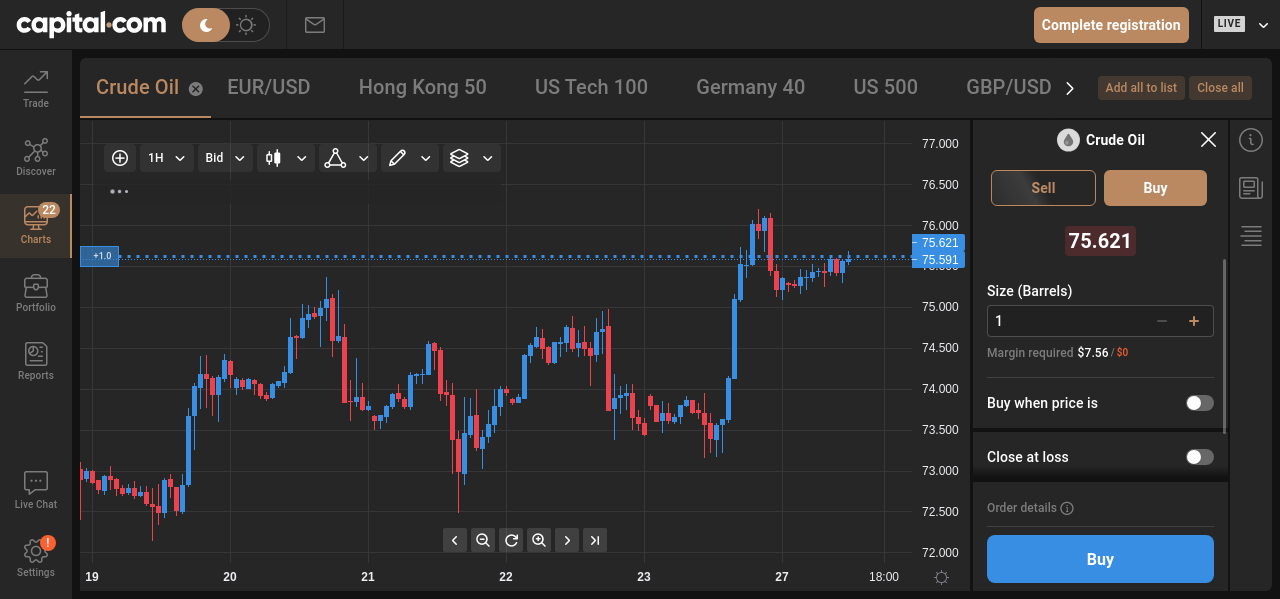 capital.com
Complete registration
LIVE
Trade
Discover
22
Charts
Portfolio
Reports
Live Chat
!
Settings
Crude Oil
EUR/USD
Hong Kong 50
US Tech 100
Germany 40
US 500
GBP/USD
Add all to list
Close all
1H
Bid
+1.0
77.000
76.500
76.000
75.621
75.591
75.000
74.500
74.000
73.500
73.000
72.500
72.000
19
20
21
22
23
27
18:00
Crude Oil
Sell
Buy
75.621
Size (Barrels)
1
Margin required $7.56 / $0
Buy when price is
Close at loss
Order details
Buy